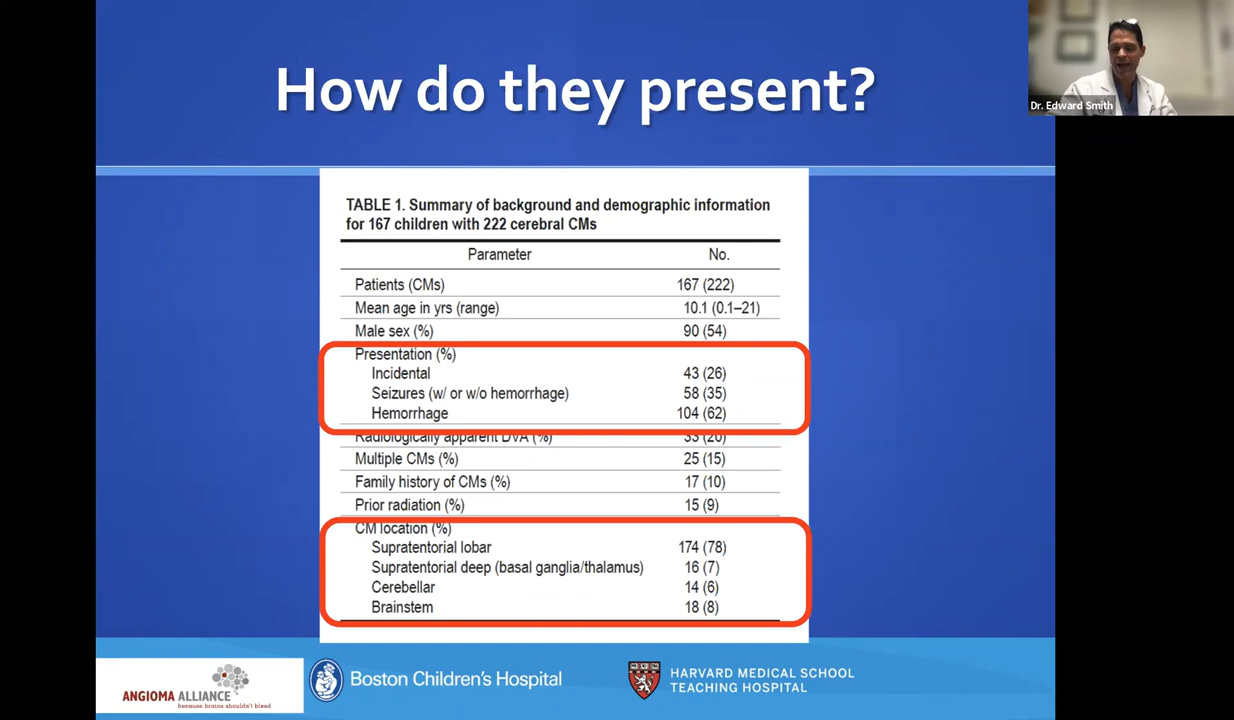 How do they present?
Dr. Edward Smith
TABLE 1. Summary of background and demographic information
for 167 children with 222 cerebral CMs
Parameter No.
Patients (CMs) 167 (222)
Mean age in yrs (range) 10.1 (0.1–21)
Male sex (%) 90 (54)
Presentation (%)
Incidental 43 (26)
Seizures (w/ or w/o hemorrhage) 58 (35)
Hemorrhage 104 (62)
Radiologically apparent DVA (%) 33 (20)
Multiple CMs (%) 25 (15)
Family history of CMs (%) 17 (10)
Prior radiation (%) 15 (9)
CM location (%)
Supratentorial lobar 174 (78)
Supratentorial deep (basal ganglia/thalamus) 16 (7)
Cerebellar 14 (6)
Brainstem 18 (8)
ANGIOMA ALLIANCE
because brains shouldn't bleed
Boston Children's Hospital
HARVARD MEDICAL SCHOOL
TEACHING HOSPITAL